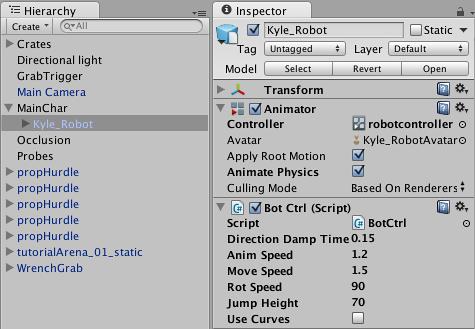 Hierarchy
Create
All
Crates
Directional light
GrabTrigger
Main Camera
MainChar
Kyle_Robot
Occlusion
Probes
propHurdle
propHurdle
propHurdle
propHurdle
propHurdle
tutorialArena_01_static
WrenchGrab
Inspector
Kyle_Robot Static
Tag Untagged Layer Default
Model Select Revert Open
Transform
Animator
Controller robotcontroller
Avatar Kyle_RobotAvatar
Apply Root Motion
Animate Physics
Culling Mode Based On Renderers
Bot Ctrl (Script)
Script BotCtrl
Direction Damp Time 0.15
Anim Speed 1.2
Move Speed 1.5
Rot Speed 90
Jump Height 70
Use Curves